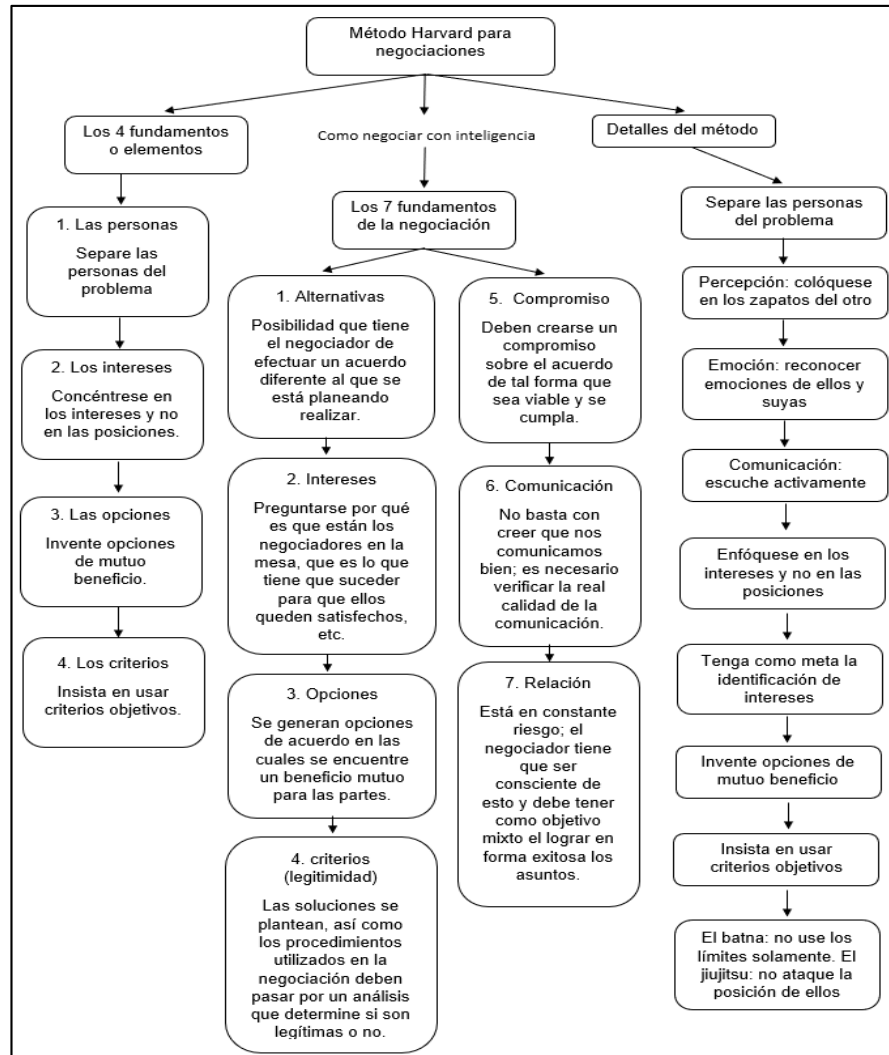 Método Harvard para
negociaciones
Los 4 fundamentos
o elementos
1. Las personas
Separe las
personas del
problema
2. Los intereses
Concéntrese en
los intereses y no
en las posiciones.
3. Las opciones
Invente opciones
de mutuo
beneficio.
4. Los criterios
Insista en usar
criterios objetivos.
Como negociar con inteligencia
Los 7 fundamentos
de la negociación
1. Alternativas
Posibilidad que tiene
el negociador de
efectuar un acuerdo
diferente al que se
está planeando
realizar.
2. Intereses
Preguntarse por qué
es que están los
negociadores en la
mesa, que es lo que
tiene que suceder
para que ellos
queden satisfechos,
etc.
3. Opciones
Se generan opciones
de acuerdo en las
cuales se encuentre
un beneficio mutuo
para las partes.
4. criterios
(legitimidad)
Las soluciones se
plantean, así como
los procedimientos
utilizados en la
negociación deben
pasar por un análisis
que determine si son
legítimas o no.
5. Compromiso
Deben crearse un
compromiso
sobre el acuerdo
de tal forma que
sea viable y se
cumpla.
6. Comunicación
No basta con
creer que nos
comunicamos
bien; es necesario
verificar la real
calidad de la
comunicación.
7. Relación
Está en constante
riesgo; el
negociador tiene
que ser
consciente de
esto y debe tener
como objetivo
mixto el lograr en
forma exitosa los
asuntos.
Detalles del método
Separe las personas
del problema
Percepción: colóquese
en los zapatos del otro
Emoción: reconocer
emociones de ellos y
suyas
Comunicación:
escuche activamente
Enfóquese en los
intereses y no en las
posiciones
Tenga como meta la
identificación de
intereses
Invente opciones de
mutuo beneficio
Insista en usar
criterios objetivos
El batna: no use los
límites solamente. El
jiujitsu: no ataque la
posición de ellos